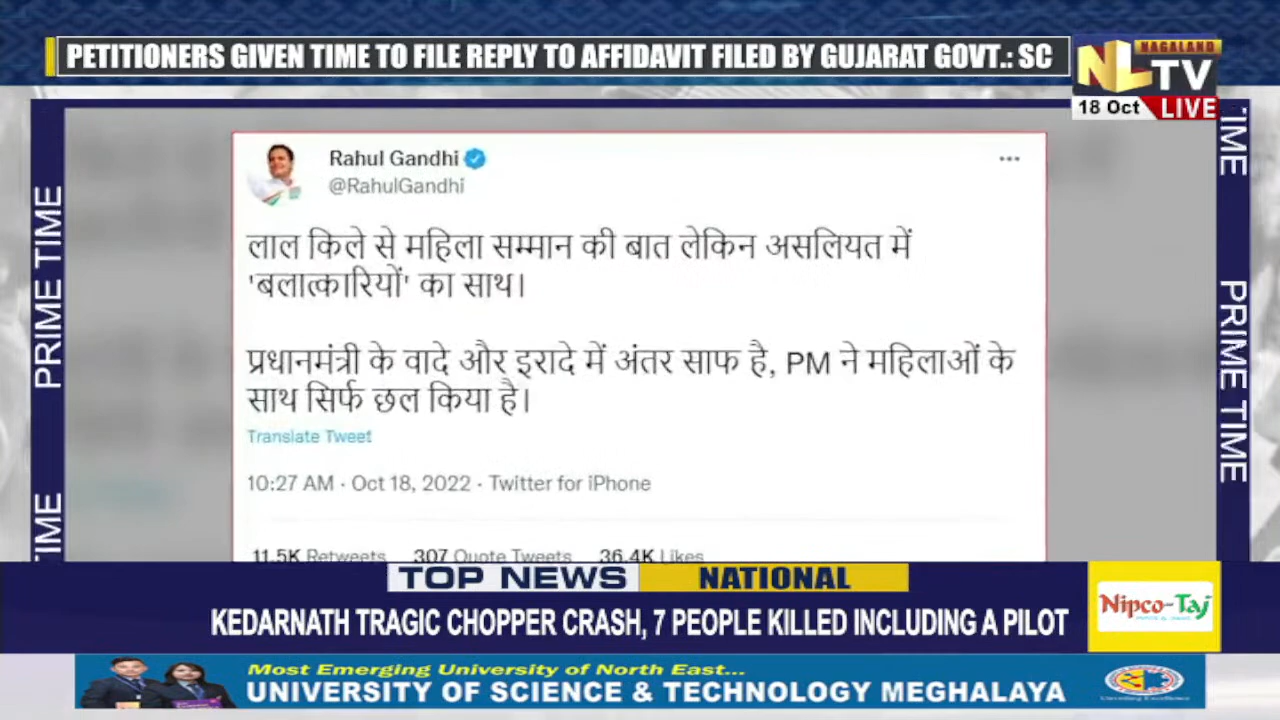 PETITIONERS GIVEN TIME TO FILE REPLY TO AFFIDAVIT FILED BY GUJARAT GOVT.: SC
NAGALAND
NLTV
18 Oct LIVE
PRIME TIME
TIME
Rahul Gandhi
@RahulGandhi
लाल किले से महिला सम्मान की बात लेकिन असलियत में
'बलात्कारियों' का साथ।
प्रधानमंत्री के वादे और इरादे में अंतर साफ है, PM ने महिलाओं के
साथ सिर्फ छल किया है।
Translate Tweet
10:27 AM · Oct 18, 2022 · Twitter for iPhone
11.5K Retweets 307 Quote Tweets 36.4K Likes
TIME
PRIME TIME
TOP NEWS NATIONAL
KEDARNATH TRAGIC CHOPPER CRASH, 7 PEOPLE KILLED INCLUDING A PILOT
Nipco-Taj
Most Emerging University of North East...
UNIVERSITY OF SCIENCE & TECHNOLOGY MEGHALAYA